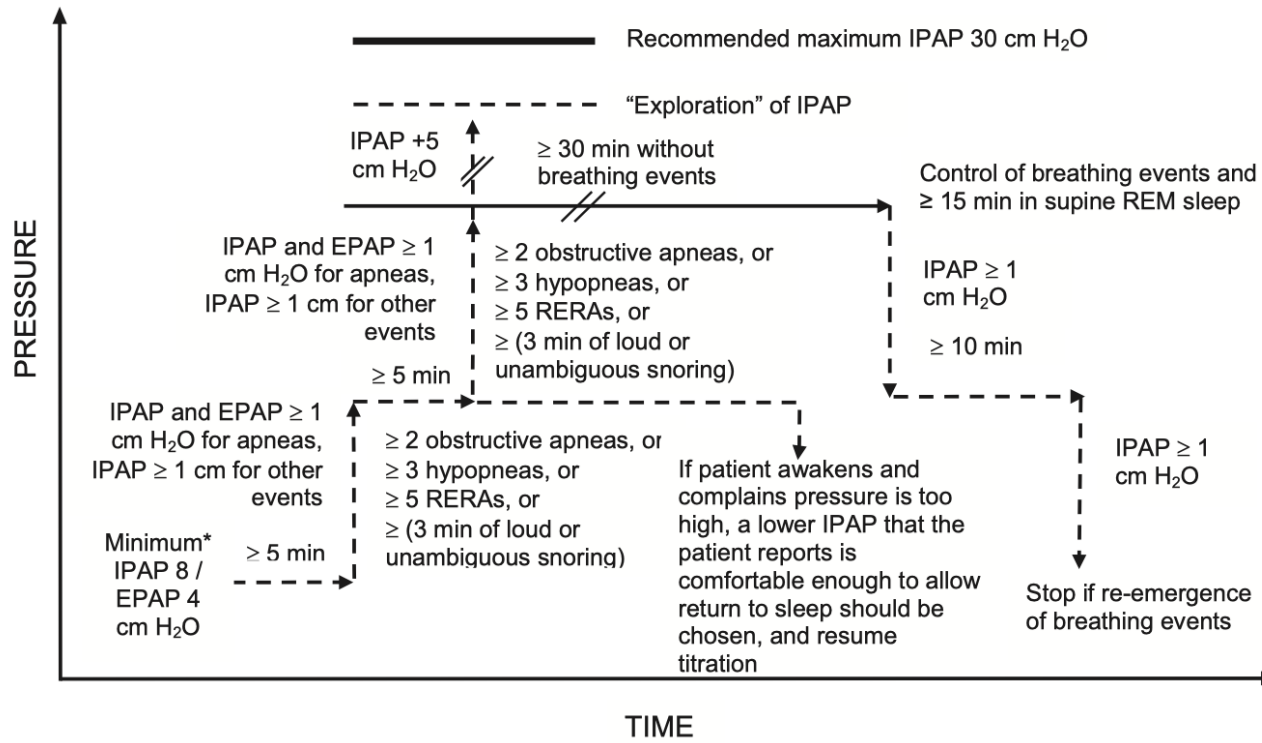 Recommended maximum IPAP 30 cm H₂O
“Exploration” of IPAP
IPAP +5
cm H₂O
≥ 30 min without
breathing events
Control of breathing events and
≥ 15 min in supine REM sleep
PRESSURE
IPAP and EPAP ≥ 1
cm H₂O for apneas,
IPAP ≥ 1 cm for other
events
≥ 2 obstructive apneas, or
≥ 3 hypopneas, or
≥ 5 RERAs, or
≥ (3 min of loud or
unambiguous snoring)
IPAP ≥ 1
cm H₂O
≥ 10 min
≥ 5 min
IPAP and EPAP ≥ 1
cm H₂O for apneas,
IPAP ≥ 1 cm for other
events
≥ 2 obstructive apneas, or
≥ 3 hypopneas, or
≥ 5 RERAs, or
≥ (3 min of loud or
unambiguous snoring)
If patient awakens and
complains pressure is too
high, a lower IPAP that the
patient reports is
comfortable enough to allow
return to sleep should be
chosen, and resume
titration
IPAP ≥ 1
cm H₂O
Minimum*
IPAP 8 /
EPAP 4
cm H₂O
≥ 5 min
Stop if re-emergence
of breathing events
TIME